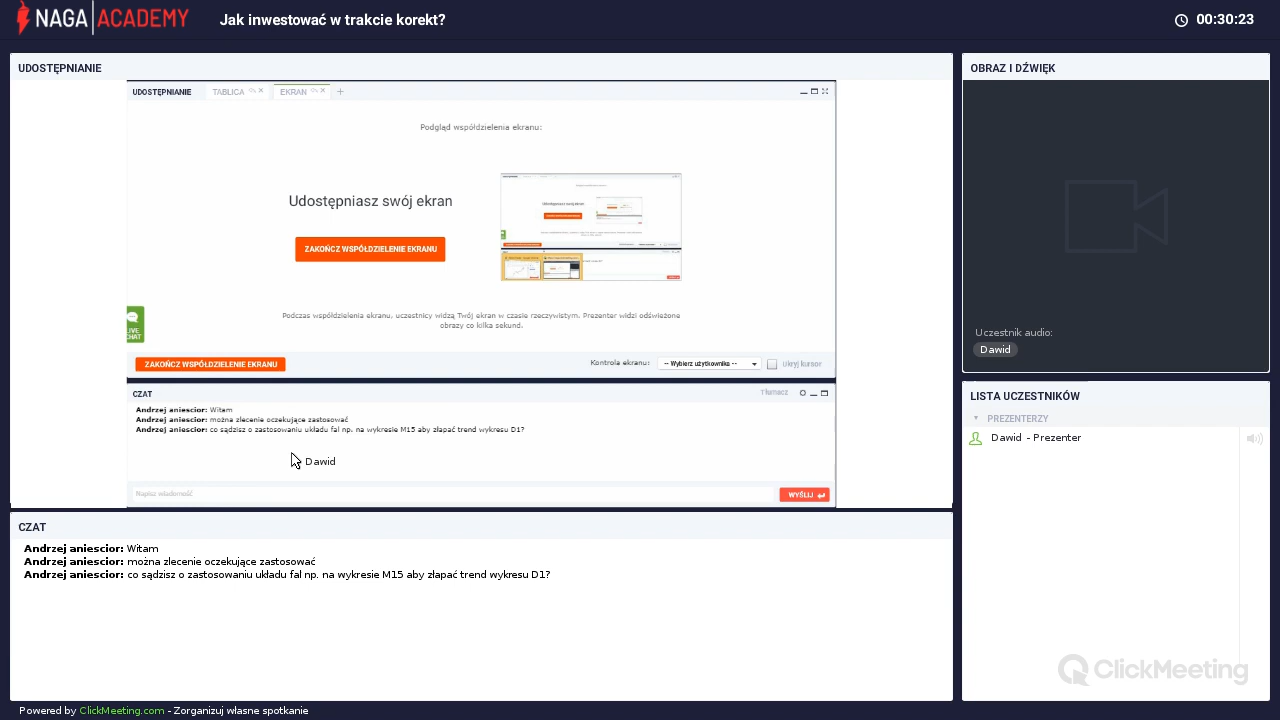 NAGA ACADEMY
Jak inwestować w trakcie korekt?
00:30:23
UDOSTĘPNIANIE
UDOSTĘPNIANIE TABLICA EKRAN
Podgląd współdzielenia ekranu:
Udostępniasz swój ekran
ZAKOŃCZ WSPÓŁDZIELENIE EKRANU
Podczas współdzielenia ekranu, uczestnicy widzą Twój ekran w czasie rzeczywistym. Prezenter widzi odświeżone
obrazy co kilka sekund.
LIVE
CHAT
ZAKOŃCZ WSPÓŁDZIELENIE EKRANU
Kontrola ekranu: -- Wybierz użytkownika -- Ukryj kursor
CZAT
Tłumacz
Andrzej aniescior: Witam
Andrzej aniescior: można zlecenie oczekujące zastosować
Andrzej aniescior: co sądzisz o zastosowaniu układu fal np. na wykresie M15 aby złapać trend wykresu D1?
Dawid
Napisz wiadomość
WYŚLIJ
CZAT
Andrzej aniescior: Witam
Andrzej aniescior: można zlecenie oczekujące zastosować
Andrzej aniescior: co sądzisz o zastosowaniu układu fal np. na wykresie M15 aby złapać trend wykresu D1?
OBRAZ I DŹWIĘK
Uczestnik audio:
Dawid
LISTA UCZESTNIKÓW
PREZENTERZY
Dawid - Prezenter
ClickMeeting
Powered by ClickMeeting.com - Zorganizuj własne spotkanie